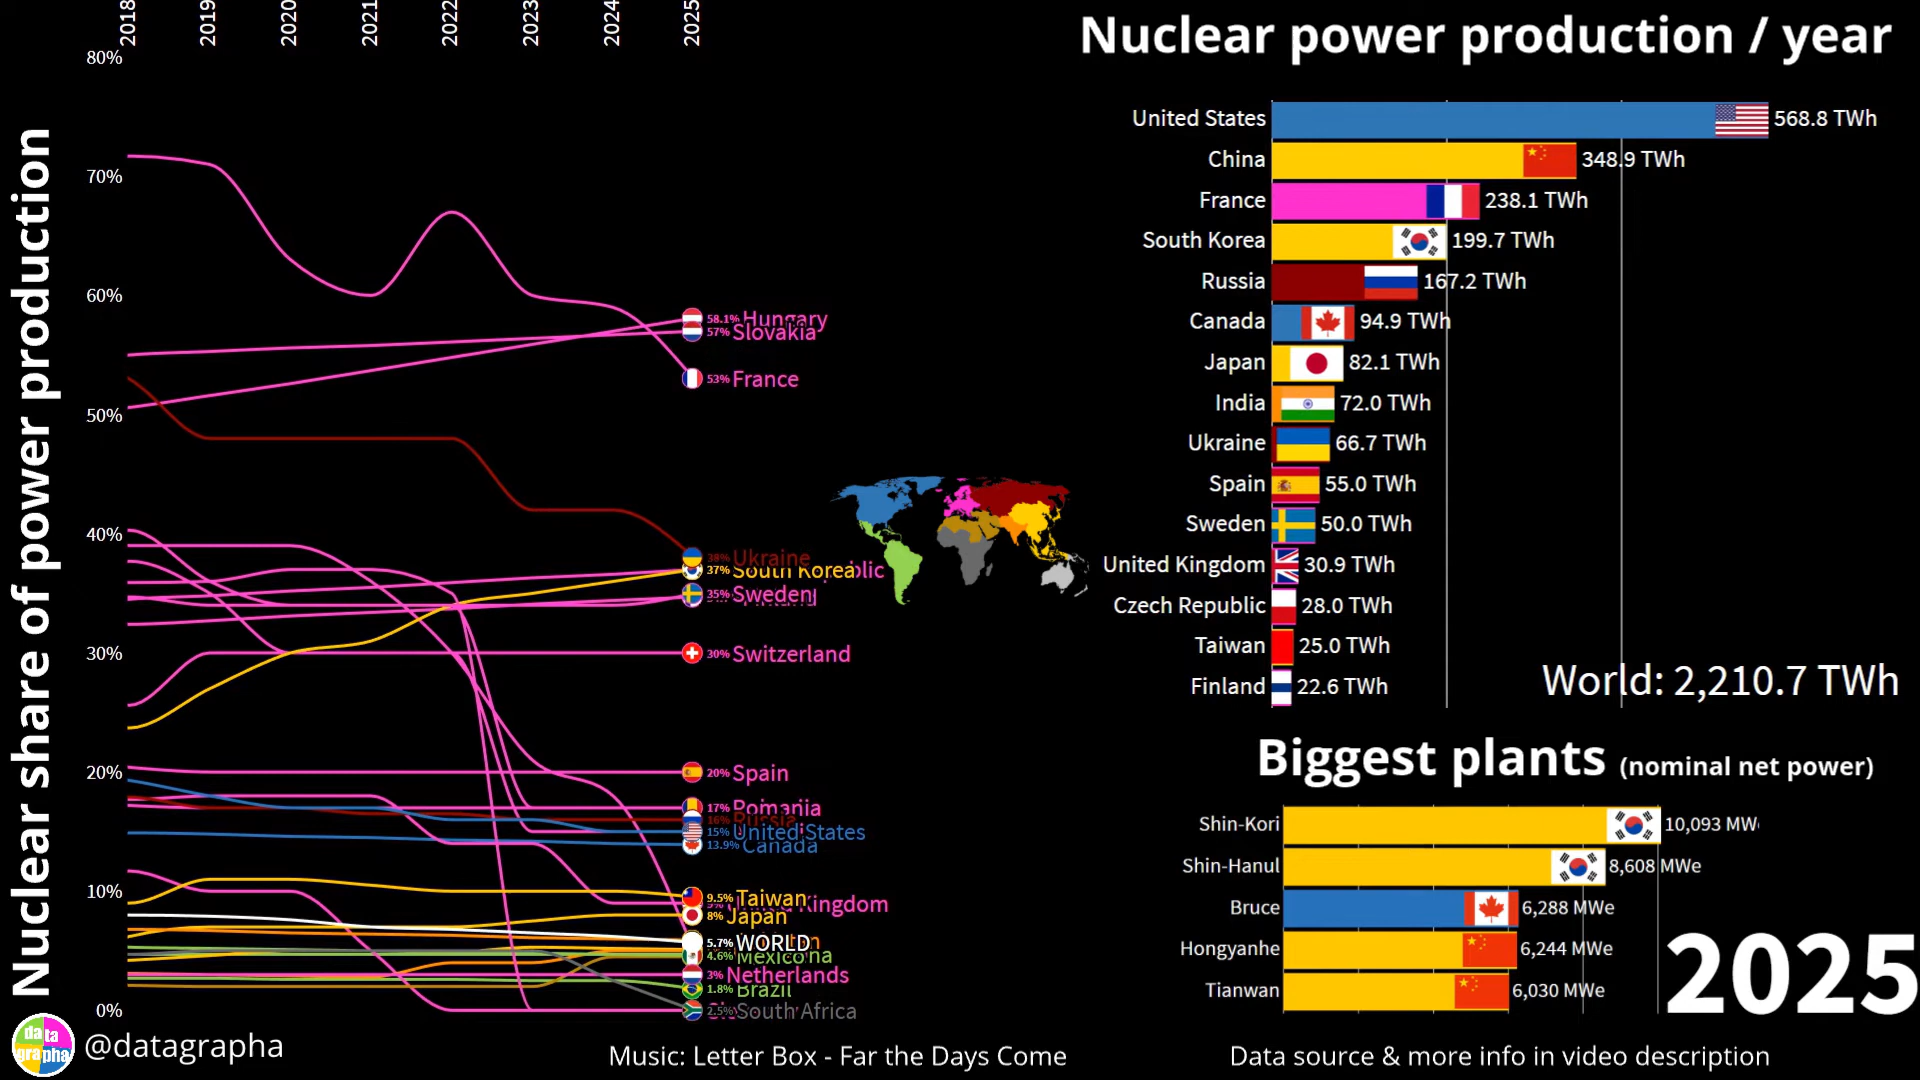 2018
2019
2020
2021
2022
2023
2024
2025
Nuclear share of power production
80%
70%
60%
50%
40%
30%
20%
10%
0%
58.1% Hungary
57% Slovakia
53% France
38% Ukraine
37% South Korea
35% Sweden
30% Switzerland
20% Spain
17% Romania
16% Russia
15% United States
13.9% Canada
9.5% Taiwan
Kingdom
8% Japan
5.7% WORLD
4.6% Mexico
3% Netherlands
1.8% Brazil
2.5% South Africa
Nuclear power production / year
United States 568.8 TWh
China 348.9 TWh
France 238.1 TWh
South Korea 199.7 TWh
Russia 167.2 TWh
Canada 94.9 TWh
Japan 82.1 TWh
India 72.0 TWh
Ukraine 66.7 TWh
Spain 55.0 TWh
Sweden 50.0 TWh
United Kingdom 30.9 TWh
Czech Republic 28.0 TWh
Taiwan 25.0 TWh
Finland 22.6 TWh
World: 2,210.7 TWh
Biggest plants (nominal net power)
Shin-Kori 10,093 MW
Shin-Hanul 8,608 MWe
Bruce 6,288 MWe
Hongyanhe 6,244 MWe
Tianwan 6,030 MWe
2025
data
grapha
@datagrapha
Music: Letter Box - Far the Days Come
Data source & more info in video description